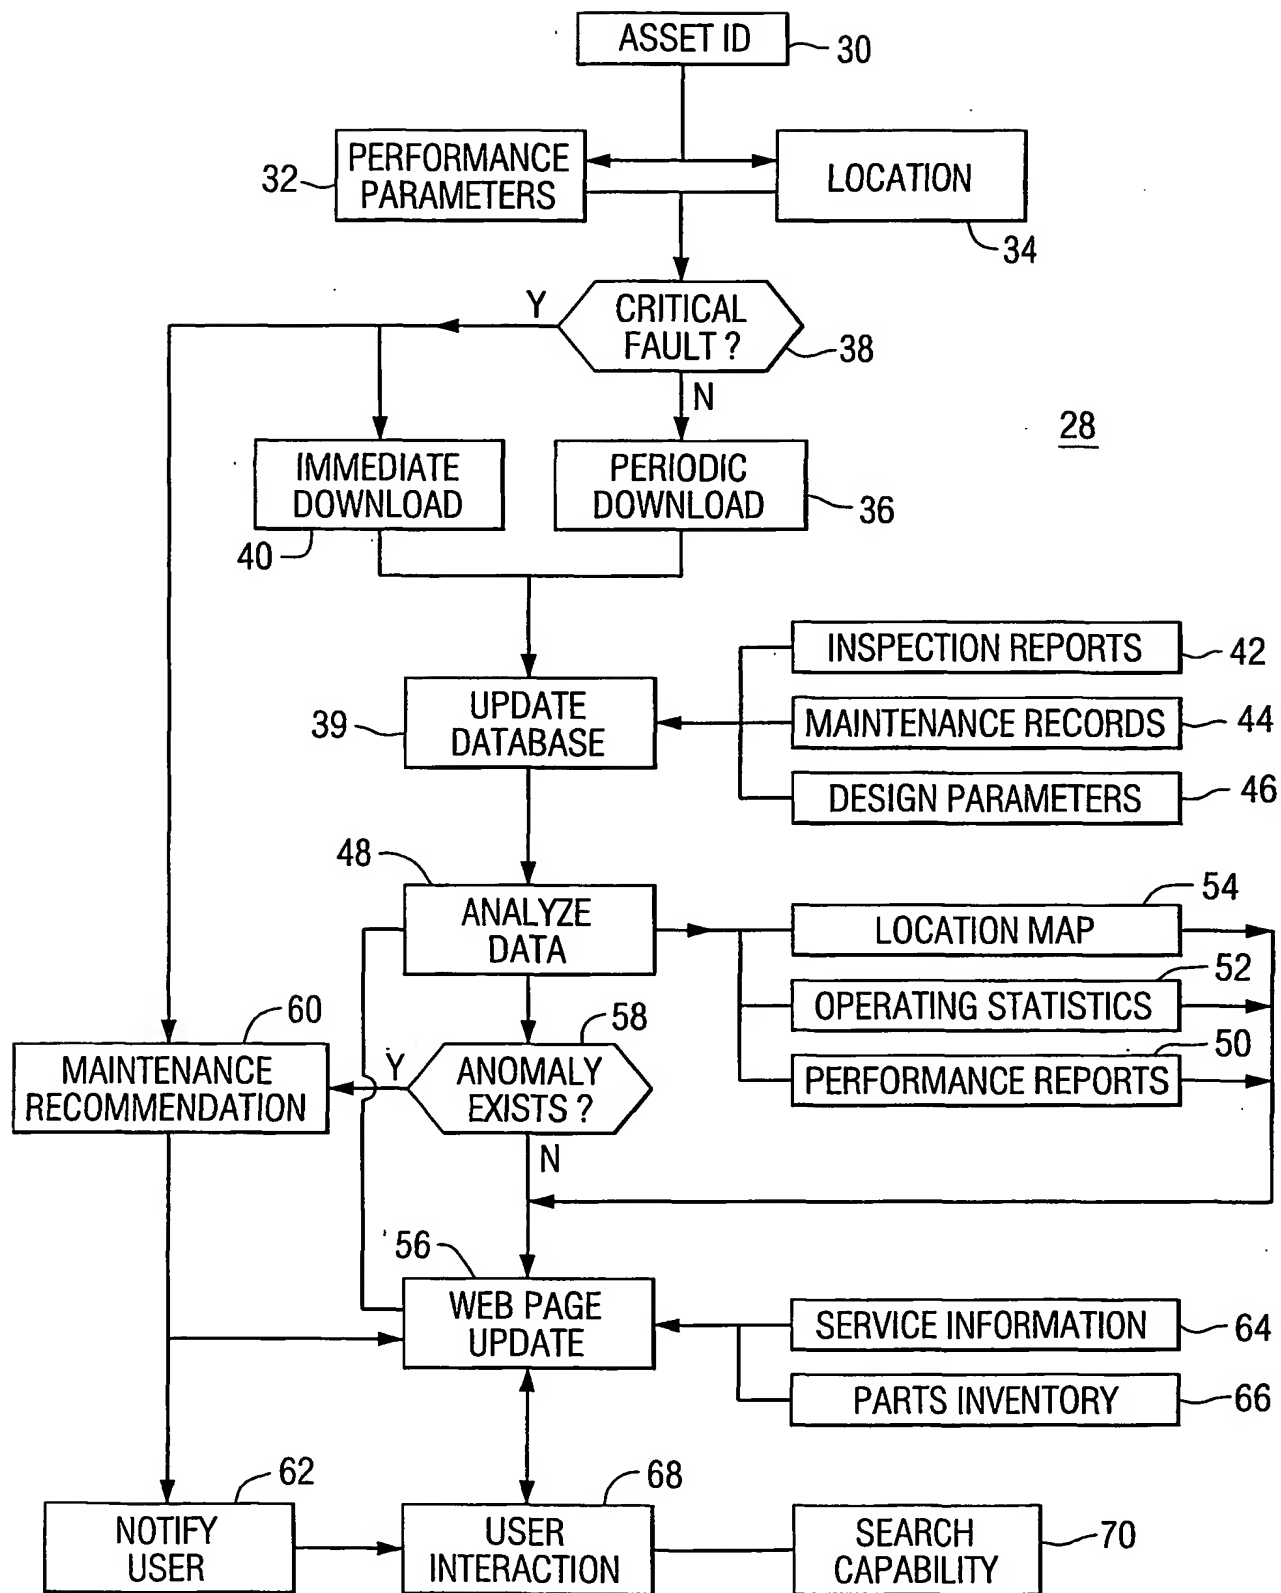 ASSET ID
30
PERFORMANCE
PARAMETERS
32
LOCATION
34
CRITICAL
FAULT ?
38
Y
N
28
IMMEDIATE
DOWNLOAD
40
PERIODIC
DOWNLOAD
36
INSPECTION REPORTS
42
UPDATE
DATABASE
39
MAINTENANCE RECORDS
44
DESIGN PARAMETERS
46
48
ANALYZE
DATA
54
LOCATION MAP
52
OPERATING STATISTICS
50
PERFORMANCE REPORTS
60
MAINTENANCE
RECOMMENDATION
Y
58
ANOMALY
EXISTS ?
N
56
WEB PAGE
UPDATE
SERVICE INFORMATION
64
PARTS INVENTORY
66
62
NOTIFY
USER
68
USER
INTERACTION
SEARCH
CAPABILITY
70